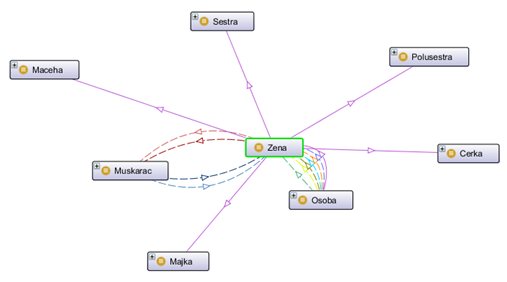 Sestra
Polusestra
Maceha
Zena
Cerka
Muskarac
Osoba
Majka